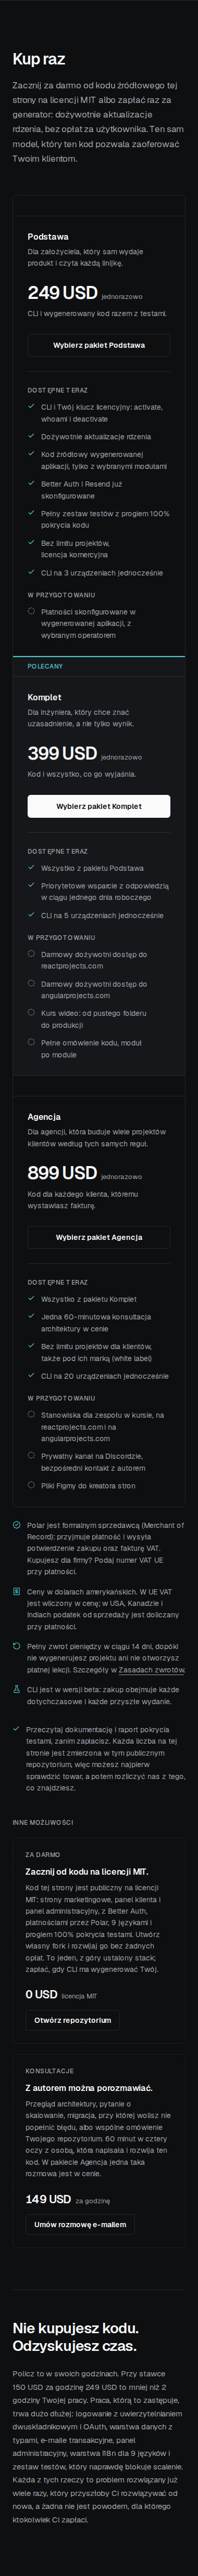 Kup raz
Zacznij za darmo od kodu źródłowego tej
strony na licencji MIT albo zapłać raz za
generator: dożywotnie aktualizacje
rdzenia, bez opłat za użytkownika. Ten sam
model, który ten kod pozwala zaoferować
Twoim klientom.
Podstawa
Dla założyciela, który sam wydaje
produkt i czyta każdą linijkę.
249 USD jednorazowo
CLI i wygenerowany kod razem z testami.
Wybierz pakiet Podstawa
DOSTĘPNE TERAZ
CLI i Twój klucz licencyjny: activate,
whoami i deactivate
Dożywotnie aktualizacje rdzenia
Kod źródłowy wygenerowanej
aplikacji, tylko z wybranymi modułami
Better Auth i Resend już
skonfigurowane
Pełny zestaw testów z progiem 100%
pokrycia kodu
Bez limitu projektów,
licencja komercyjna
CLI na 3 urządzeniach jednocześnie
W PRZYGOTOWANIU
Płatności skonfigurowane w
wygenerowanej aplikacji, z
wybranym operatorem
POLECANY
Komplet
Dla inżyniera, który chce znać
uzasadnienie, a nie tylko wynik.
399 USD jednorazowo
Kod i wszystko, co go wyjaśnia.
Wybierz pakiet Komplet
DOSTĘPNE TERAZ
Wszystko z pakietu Podstawa
Priorytetowe wsparcie z odpowiedzią
w ciągu jednego dnia roboczego
CLI na 5 urządzeniach jednocześnie
W PRZYGOTOWANIU
Darmowy dożywotni dostęp do
reactprojects.com
Darmowy dożywotni dostęp do
angularprojects.com
Kurs wideo: od pustego folderu
do produkcji
Pełne omówienie kodu, moduł
po module
Agencja
Dla agencji, która buduje wiele projektów
klientów według tych samych reguł.
899 USD jednorazowo
Kod dla każdego klienta, któremu
wystawiasz fakturę.
Wybierz pakiet Agencja
DOSTĘPNE TERAZ
Wszystko z pakietu Komplet
Jedna 60-minutowa konsultacja
architektury w cenie
Bez limitu projektów dla klientów,
także pod ich marką (white label)
CLI na 20 urządzeniach jednocześnie
W PRZYGOTOWANIU
Stanowiska dla zespołu w kursie, na
reactprojects.com i na
angularprojects.com
Prywatny kanał na Discordzie,
bezpośredni kontakt z autorem
Pliki Figmy do kreatora stron
Polar jest formalnym sprzedawcą (Merchant of
Record): przyjmuje płatność i wysyła
potwierdzenie zakupu oraz fakturę VAT.
Kupujesz dla firmy? Podaj numer VAT UE
przy płatności.
Ceny w dolarach amerykańskich. W UE VAT
jest wliczony w cenę; w USA, Kanadzie i
Indiach podatek od sprzedaży jest doliczany
przy płatności.
Pełny zwrot pieniędzy w ciągu 14 dni, dopóki
nie wygenerujesz projektu ani nie otworzysz
płatnej lekcji. Szczegóły w Zasadach zwrotów.
CLI jest w wersji beta: zakup obejmuje każde
dotychczasowe i każde przyszłe wydanie.
Przeczytaj dokumentację i raport pokrycia
testami, zanim zapłacisz. Każda liczba na tej
stronie jest zmierzona w tym publicznym
repozytorium, więc możesz najpierw
sprawdzić towar, a potem rozliczyć nas z tego,
co znajdziesz.
INNE MOŻLIWOŚCI
ZA DARMO
Zacznij od kodu na licencji MIT.
Kod tej strony jest publiczny na licencji
MIT: strony marketingowe, panel klienta i
panel administracyjny, z Better Auth,
płatnościami przez Polar, 9 językami i
progiem 100% pokrycia testami. Utwórz
własny fork i rozwijaj go bez żadnych
opłat. To jeden, z góry ustalony stack;
zapłać, gdy CLI ma wygenerować Twój.
0 USD licencja MIT
Otwórz repozytorium
KONSULTACJE
Z autorem można porozmawiać.
Przegląd architektury, pytanie o
skalowanie, migracja, przy której wolisz nie
popełnić błędu, albo wspólne omówienie
Twojego repozytorium. 60 minut w cztery
oczy z osobą, która napisała i rozwija ten
kod. W pakiecie Agencja jedna taka
rozmowa jest w cenie.
149 USD za godzinę
Umów rozmowę e-mailem
Nie kupujesz kodu.
Odzyskujesz czas.
Policz to w swoich godzinach. Przy stawce
150 USD za godzinę 249 USD to mniej niż 2
godziny Twojej pracy. Praca, którą to zastępuje,
trwa dużo dłużej: logowanie z uwierzytelnianiem
dwuskładnikowym i OAuth, warstwa danych z
typami, e-maile transakcyjne, panel
administracyjny, warstwa i18n dla 9 języków i
zestaw testów, który naprawdę blokuje scalenie.
Każda z tych rzeczy to problem rozwiązany już
wiele razy, który przyszłoby Ci rozwiązywać od
nowa, a żadna nie jest powodem, dla którego
ktokolwiek Ci zapłaci.